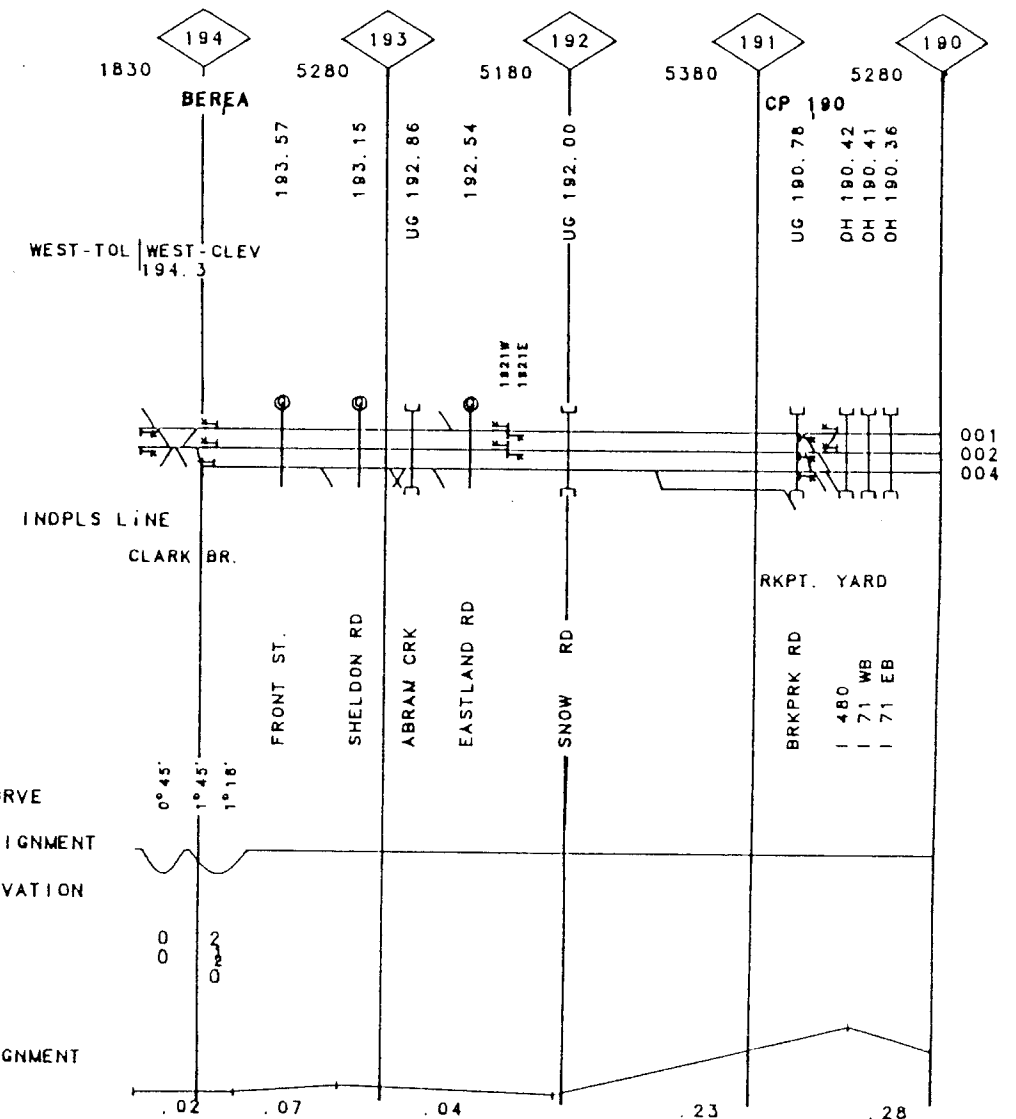 194 193 192 191 190
1830 5280 5180 5380 5280
BEREA CP 190
193.57
193.15
UG 192.86
192.54
UG 192.00
UG 190.78
OH 190.42
OH 190.41
OH 190.36
WEST-TOL WEST-CLEV
194.3
1921W
1921E
001
002
004
INDPLS LINE
CLARK BR.
RKPT. YARD
FRONT ST.
SHELDON RD
ABRAM CRK
EASTLAND RD
SNOW RD
BRKPRK RD
I 480
I 71 WB
I 71 EB
0°45'
1°45'
1°18'
RVE
IGNMENT
VATION
0 2
0
0
GNMENT
.02 .07 .04 .23 .28